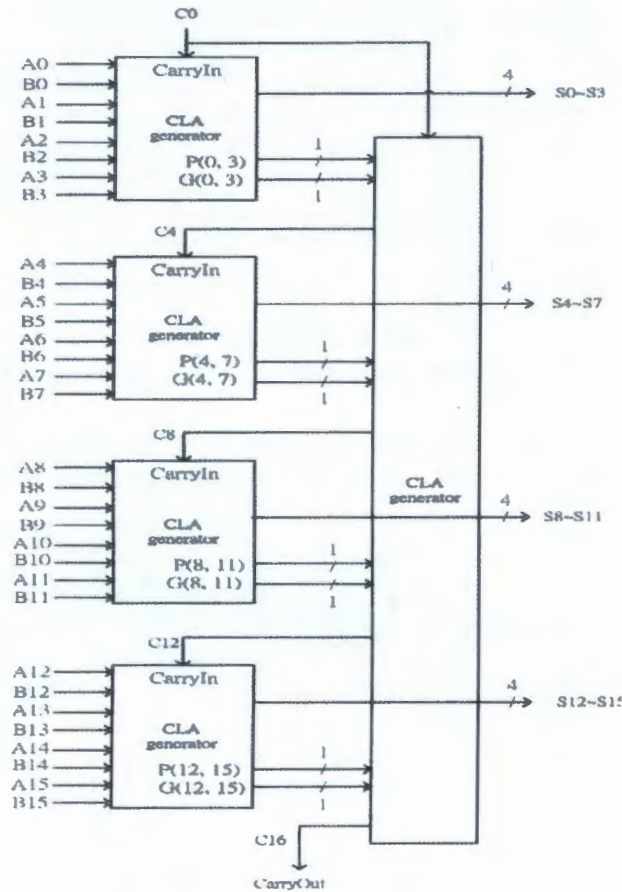 C0
A0
B0
A1
B1
A2
B2
A3
B3
CarryIn
CLA
generator
P(0, 3)
G(0, 3)
1
1
4
S0~S3
C4
A4
B4
A5
B5
A6
B6
A7
B7
CarryIn
CLA
generator
P(4, 7)
G(4, 7)
1
1
4
S4~S7
C8
A8
B8
A9
B9
A10
B10
A11
B11
CarryIn
CLA
generator
P(8, 11)
G(8, 11)
1
1
CLA
generator
4
S8~S11
C12
A12
B12
A13
B13
A14
B14
A15
B15
CarryIn
CLA
generator
P(12, 15)
G(12, 15)
1
1
4
S12~S15
C16
CarryOut